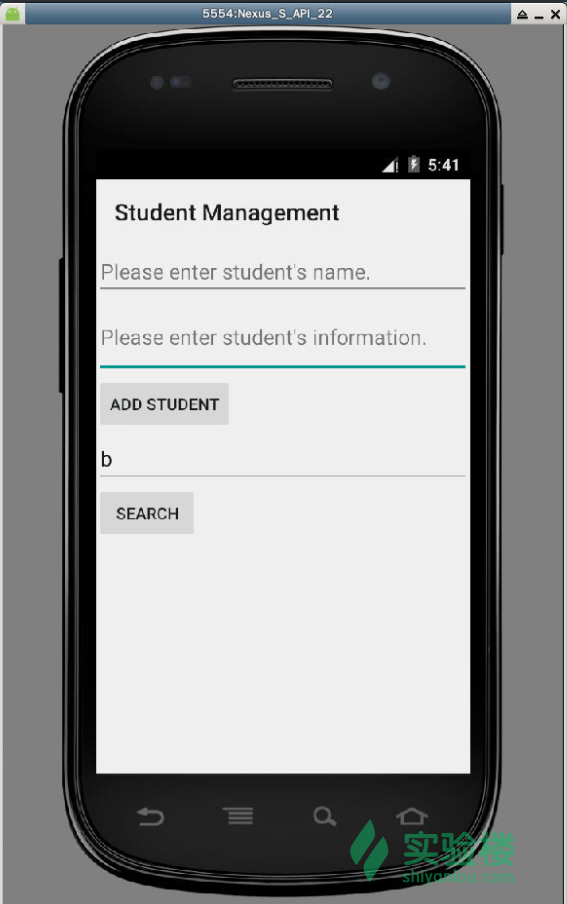 5554:Nexus_S_API_22
5:41
Student Management
Please enter student's name.
Please enter student's information.
ADD STUDENT
b
SEARCH
实验楼
shiyanlou.com